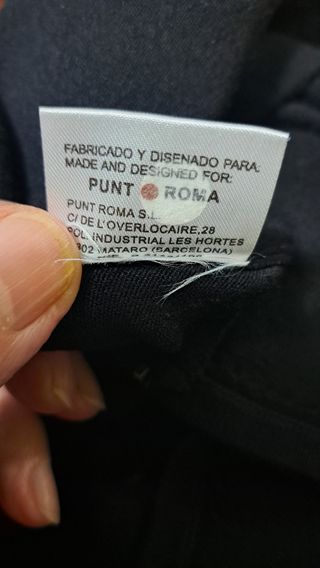 FABRICADO Y DISENADO PARA:
MADE AND DESIGNED FOR:
PUNT ROMA
PUNT ROMA S.L.
C/ DE L'OVERLOCAIRE,28
POL. INDUSTRIAL LES HORTES
302 MATARO (BARCELONA)